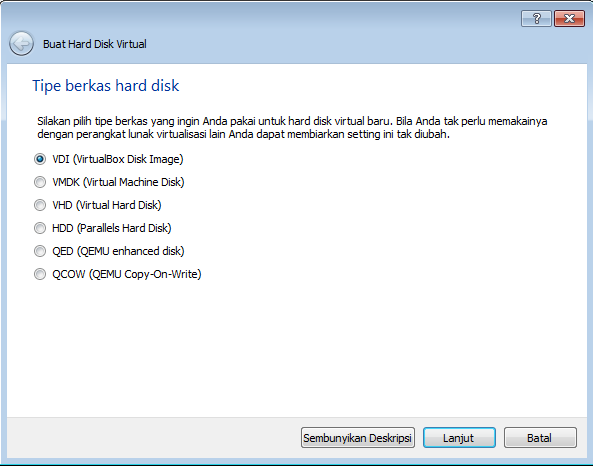 ?
Buat Hard Disk Virtual
Tipe berkas hard disk
Silakan pilih tipe berkas yang ingin Anda pakai untuk hard disk virtual baru. Bila Anda tak perlu memakainya
dengan perangkat lunak virtualisasi lain Anda dapat membiarkan setting ini tak diubah.
VDI (VirtualBox Disk Image)
VMDK (Virtual Machine Disk)
VHD (Virtual Hard Disk)
HDD (Parallels Hard Disk)
QED (QEMU enhanced disk)
QCOW (QEMU Copy-On-Write)
Sembunyikan Deskripsi Lanjut Batal